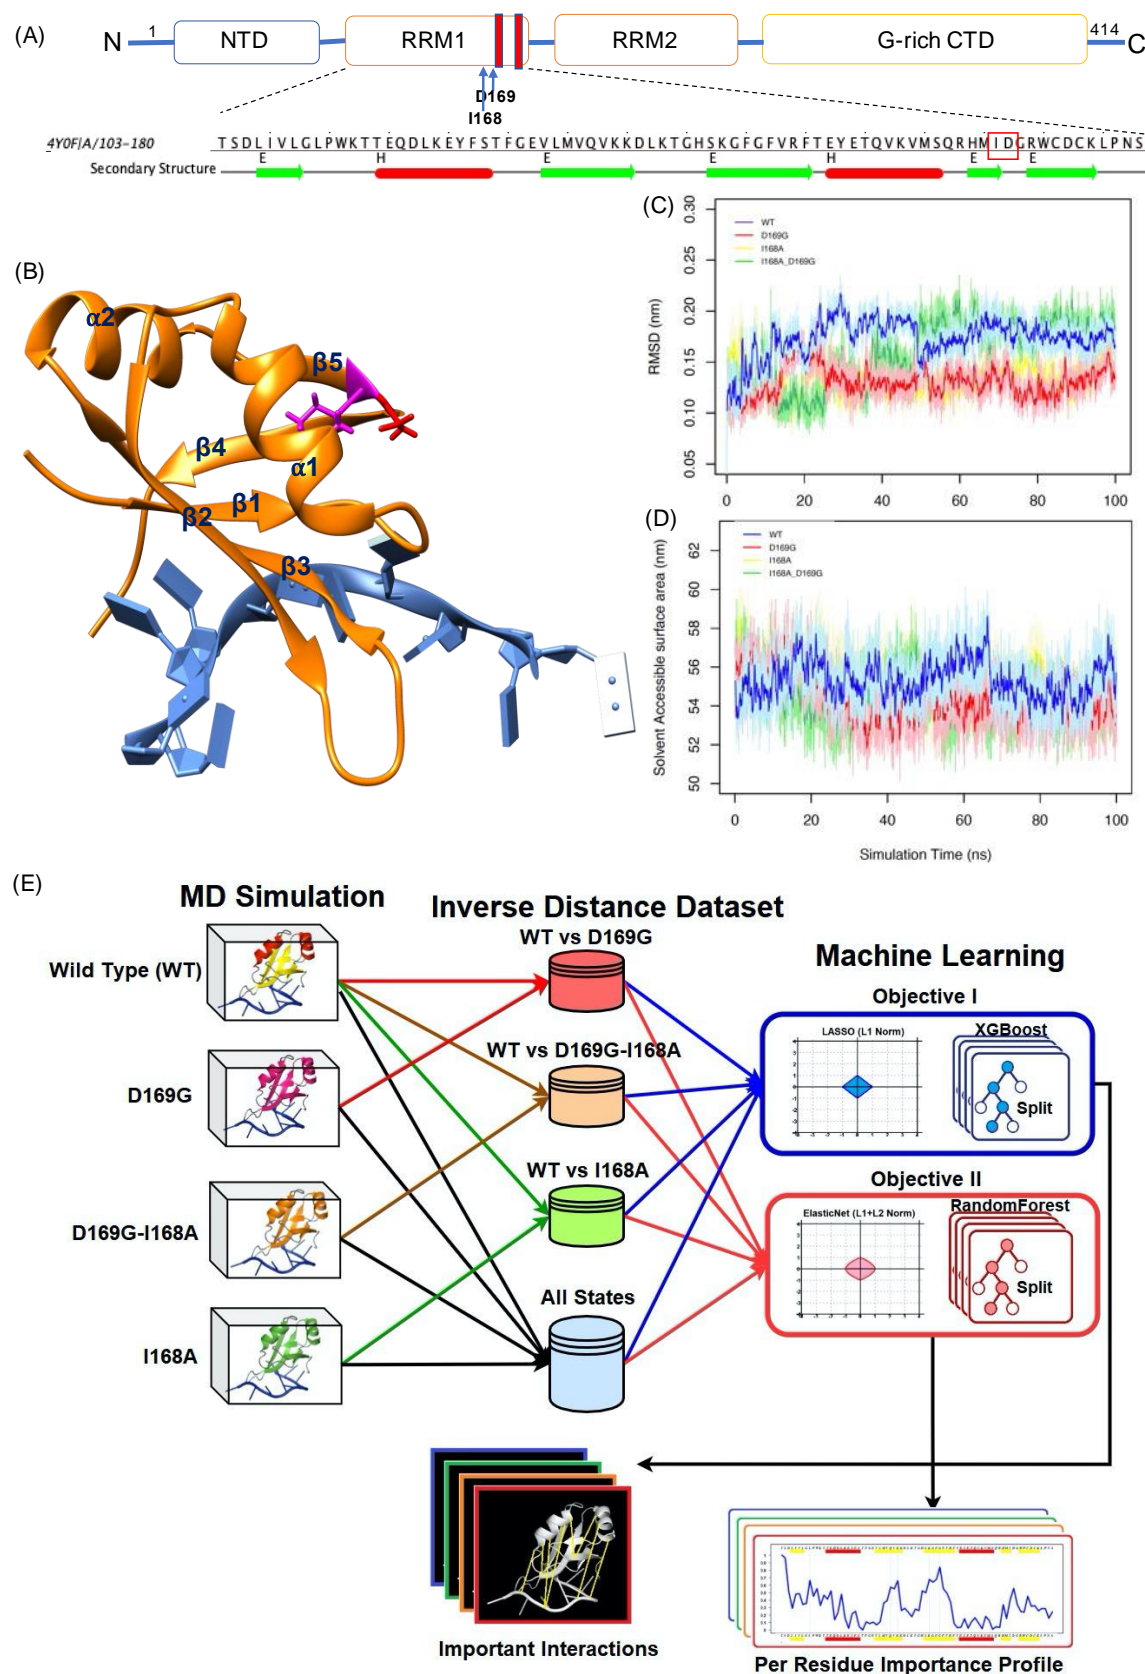 (A)
N 1 NTD RRM1 RRM2 G-rich CTD 414 C
D169
I168
4Y0F|A/103-180 TSDLIVLGLPWKTTEQDLKEYFSTFGEVLMVQVKKDLKTGHSKGFGFVRFTEYETQVKVMSQRHMIDGRWCDCKLPNS
E H E E H E E
Secondary Structure
(B)
α2
β5
β4
α1
β1
β2
β3
(C)
RMSD (nm)
0.30
0.25
0.20
0.15
0.10
0.05
WT
D169G
I168A
I168A_D169G
0 20 40 60 80 100
(D)
Solvent Accessible surface area (nm)
62
60
58
56
54
52
50
WT
D169G
I168A
I168A_D169G
0 20 40 60 80 100
Simulation Time (ns)
(E)
MD Simulation
Inverse Distance Dataset
Machine Learning
Wild Type (WT)
D169G
D169G-I168A
I168A
WT vs D169G
WT vs D169G-I168A
WT vs I168A
All States
Objective I
LASSO (L1 Norm)
XGBoost
Split
Objective II
ElasticNet (L1+L2 Norm)
RandomForest
Split
Important Interactions
Per Residue Importance Profile